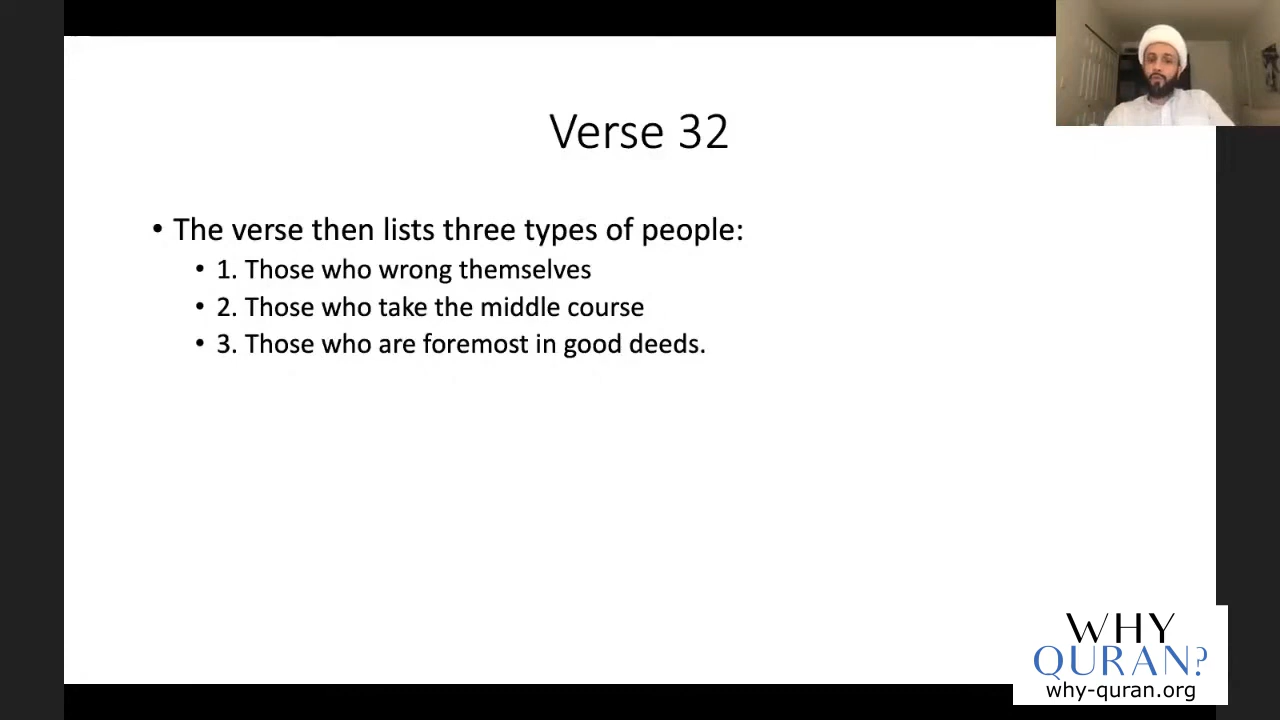 Verse 32
• The verse then lists three types of people:
• 1. Those who wrong themselves
• 2. Those who take the middle course
• 3. Those who are foremost in good deeds.
WHY
QURAN?
why-quran.org